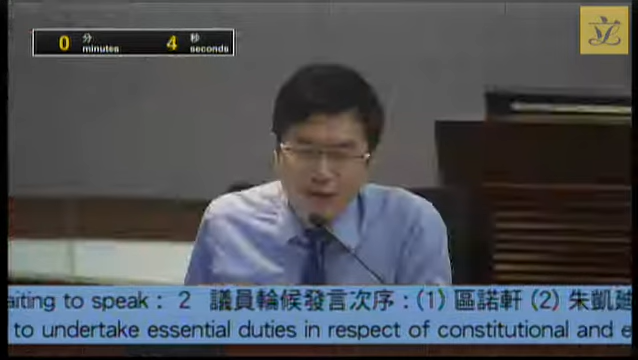 0 分 minutes 4 秒 seconds
立
aiting to speak : 2 議員輪候發言次序 : (1) 區諾軒 (2) 朱凱廸
to undertake essential duties in respect of constitutional and e